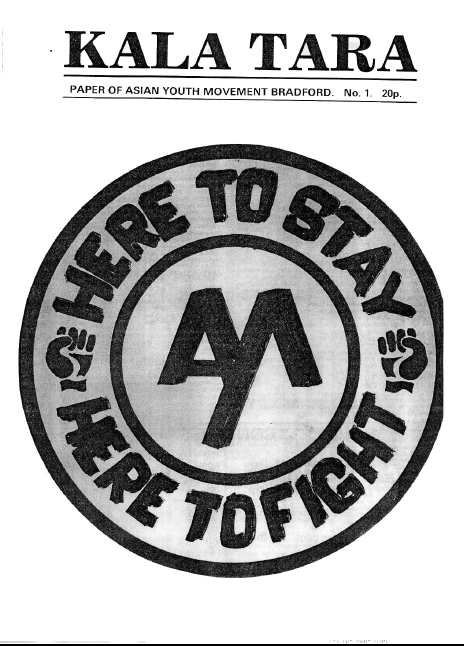 KALA TARA
PAPER OF ASIAN YOUTH MOVEMENT BRADFORD. No. 1. 20p.
HERE TO STAY
AYM
HERE TO FIGHT